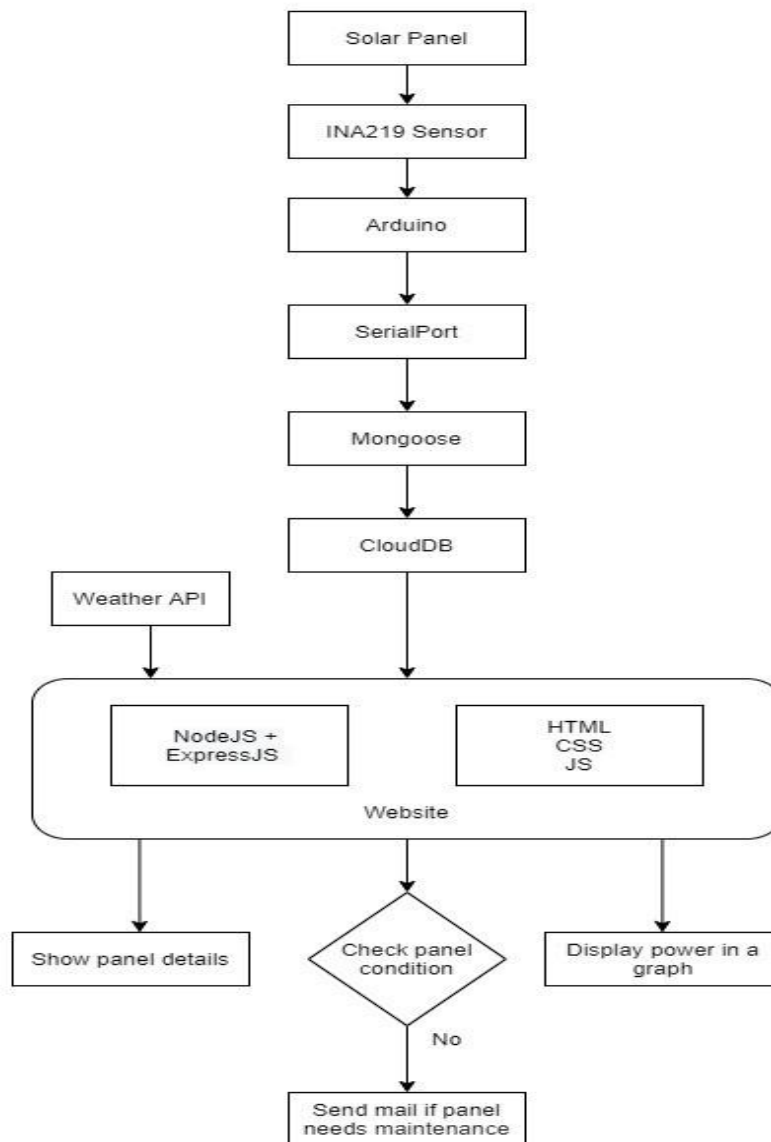 Solar Panel
INA219 Sensor
Arduino
SerialPort
Mongoose
CloudDB
Weather API
NodeJS +
ExpressJS
HTML
CSS
JS
Website
Show panel details
Check panel
condition
Display power in a
graph
No
Send mail if panel
needs maintenance